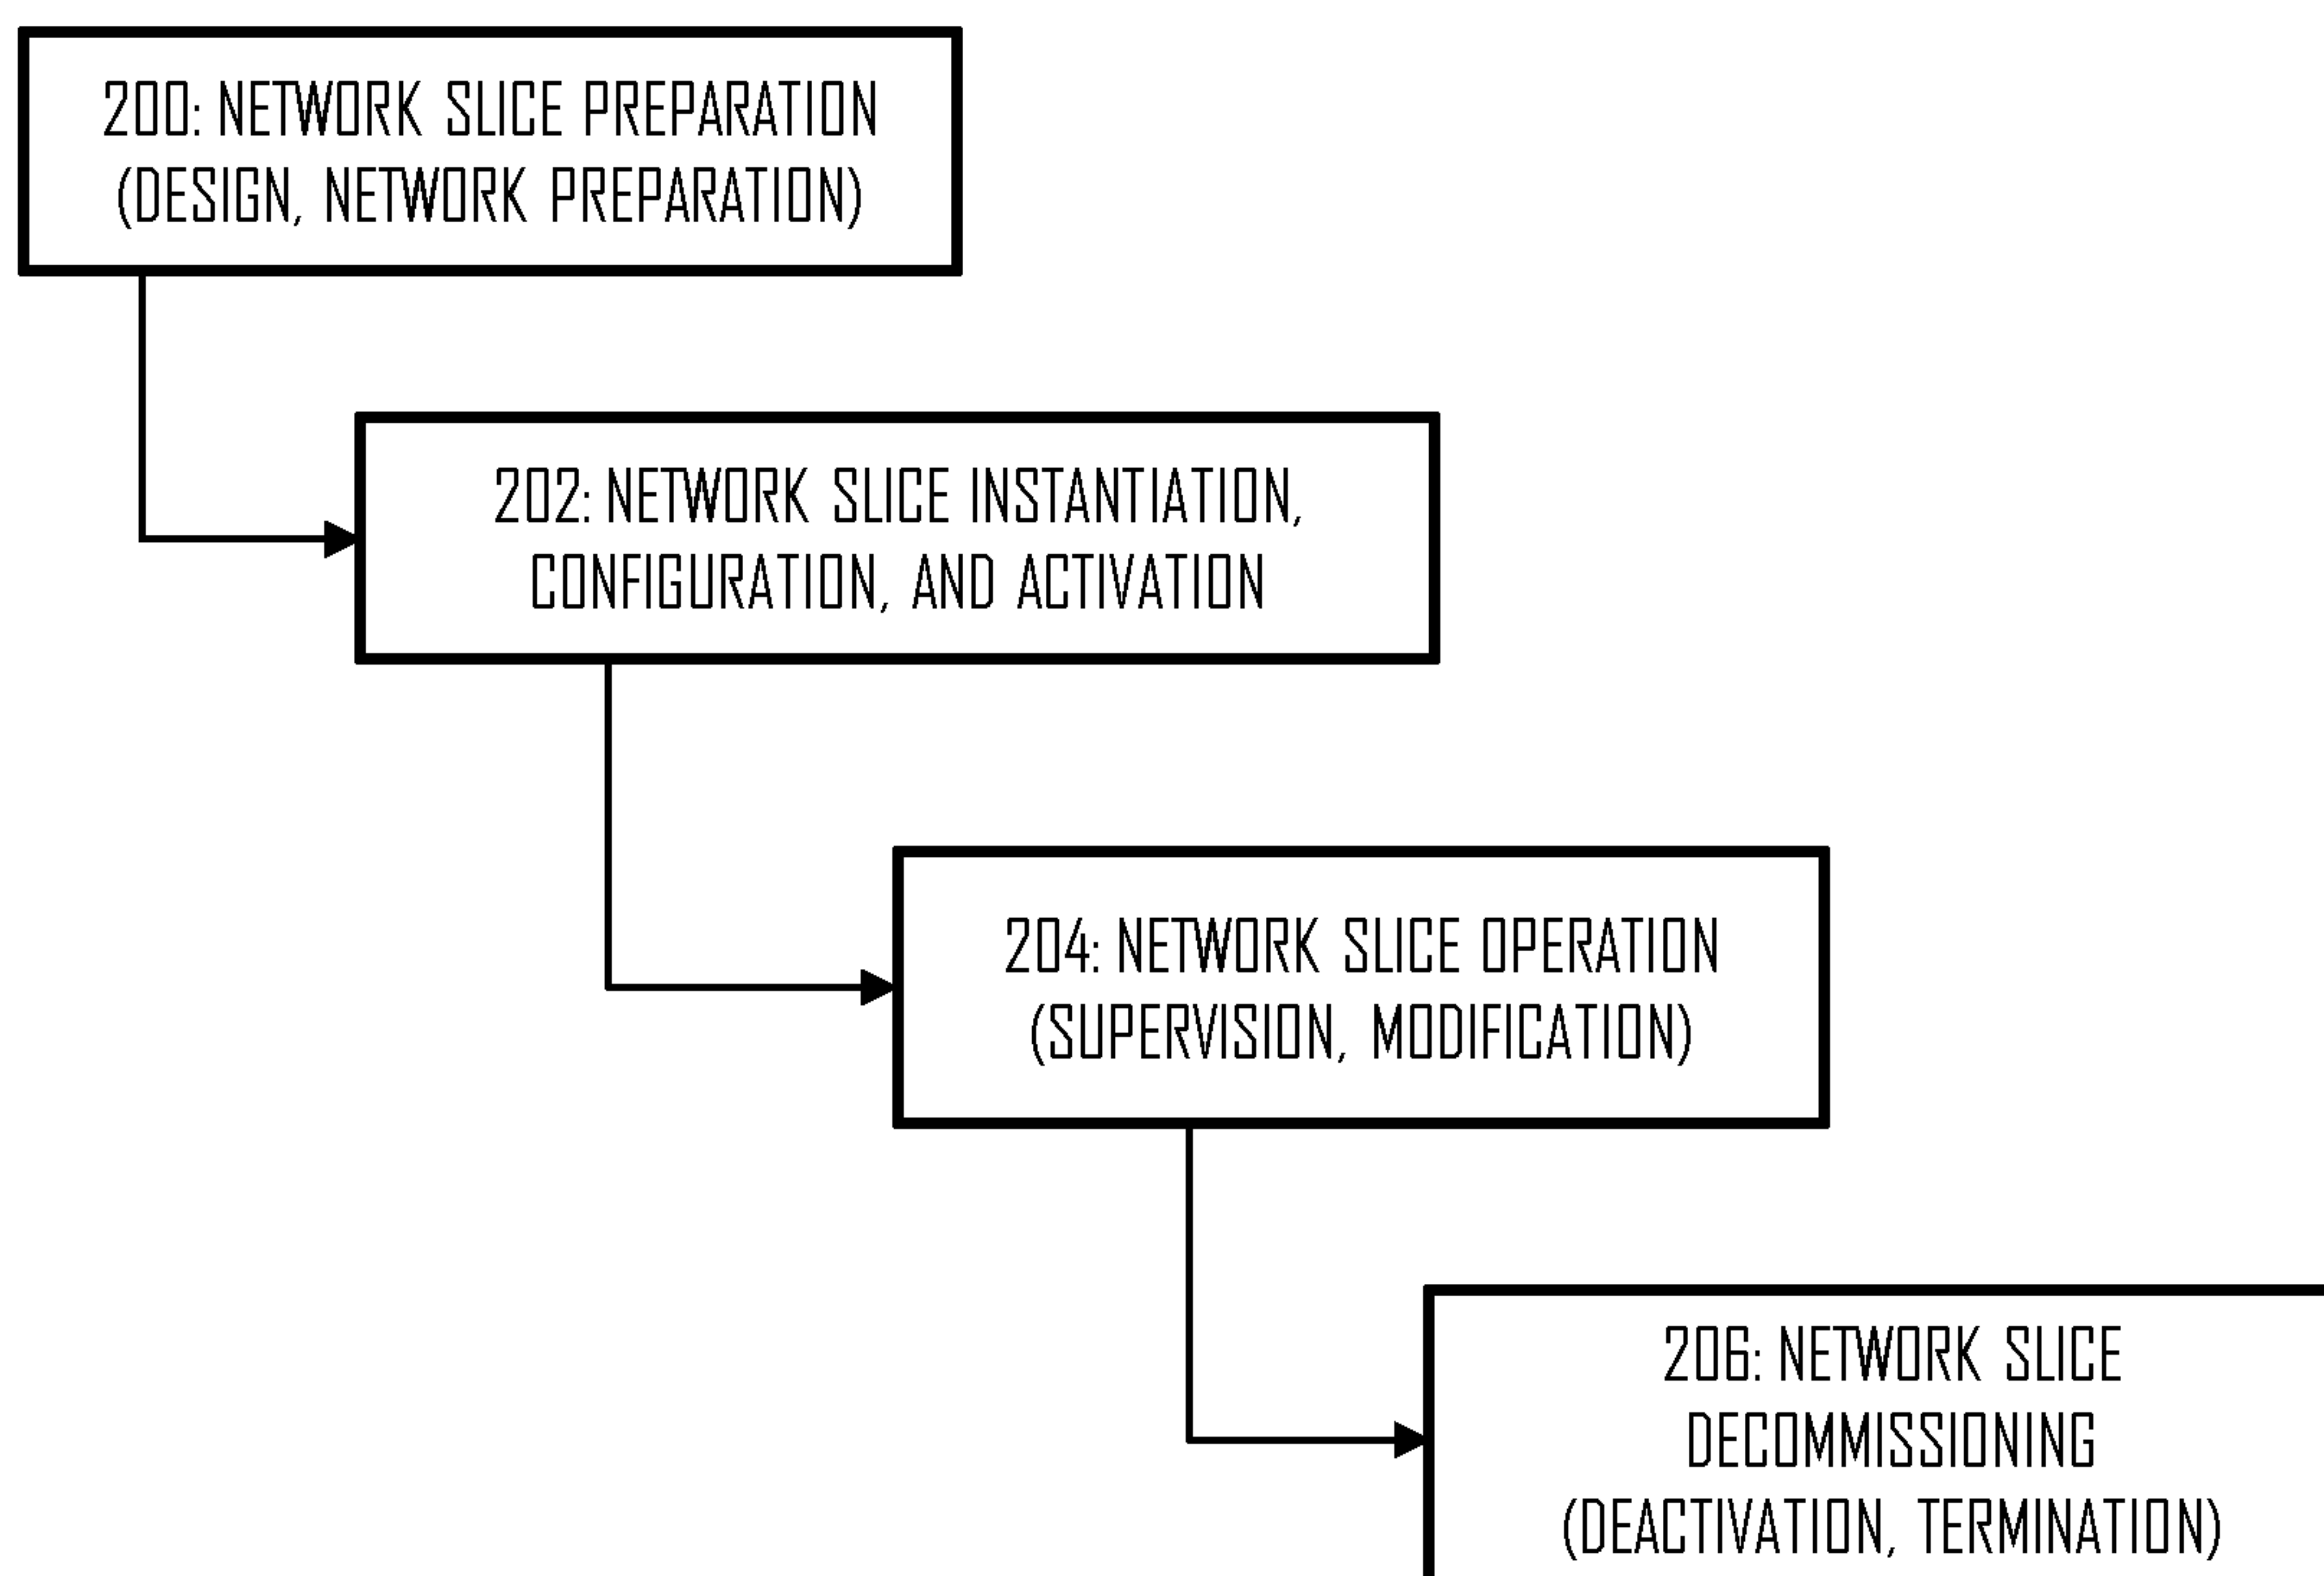 200: NETWORK SLICE PREPARATION
(DESIGN, NETWORK PREPARATION)
202: NETWORK SLICE INSTANTIATION,
CONFIGURATION, AND ACTIVATION
204: NETWORK SLICE OPERATION
(SUPERVISION, MODIFICATION)
206: NETWORK SLICE
DECOMMISSIONING
(DEACTIVATION, TERMINATION)